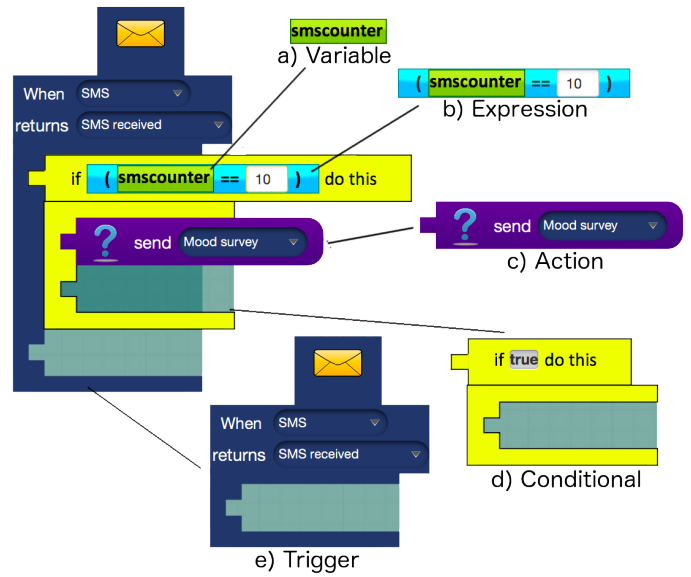 smscounter
a) Variable
( smscounter == 10 )
b) Expression
When SMS
returns SMS received
if ( smscounter == 10 ) do this
? send Mood survey
? send Mood survey
c) Action
if true do this
d) Conditional
When SMS
returns SMS received
e) Trigger